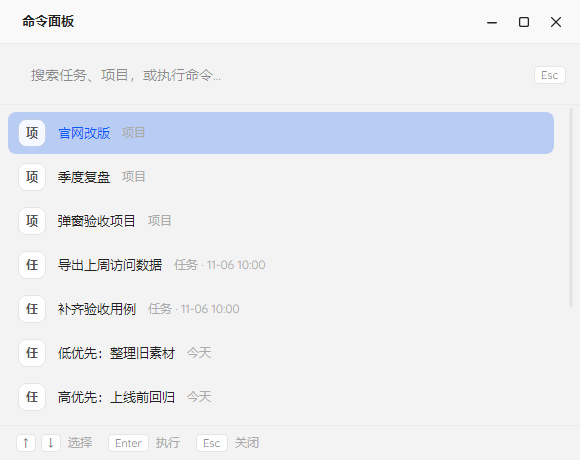 命令面板
搜索任务、项目，或执行命令... Esc
项 官网改版 项目
项 季度复盘 项目
项 弹窗验收项目 项目
任 导出上周访问数据 任务 · 11-06 10:00
任 补齐验收用例 任务 · 11-06 10:00
任 低优先：整理旧素材 今天
任 高优先：上线前回归 今天
↑ ↓ 选择 Enter 执行 Esc 关闭